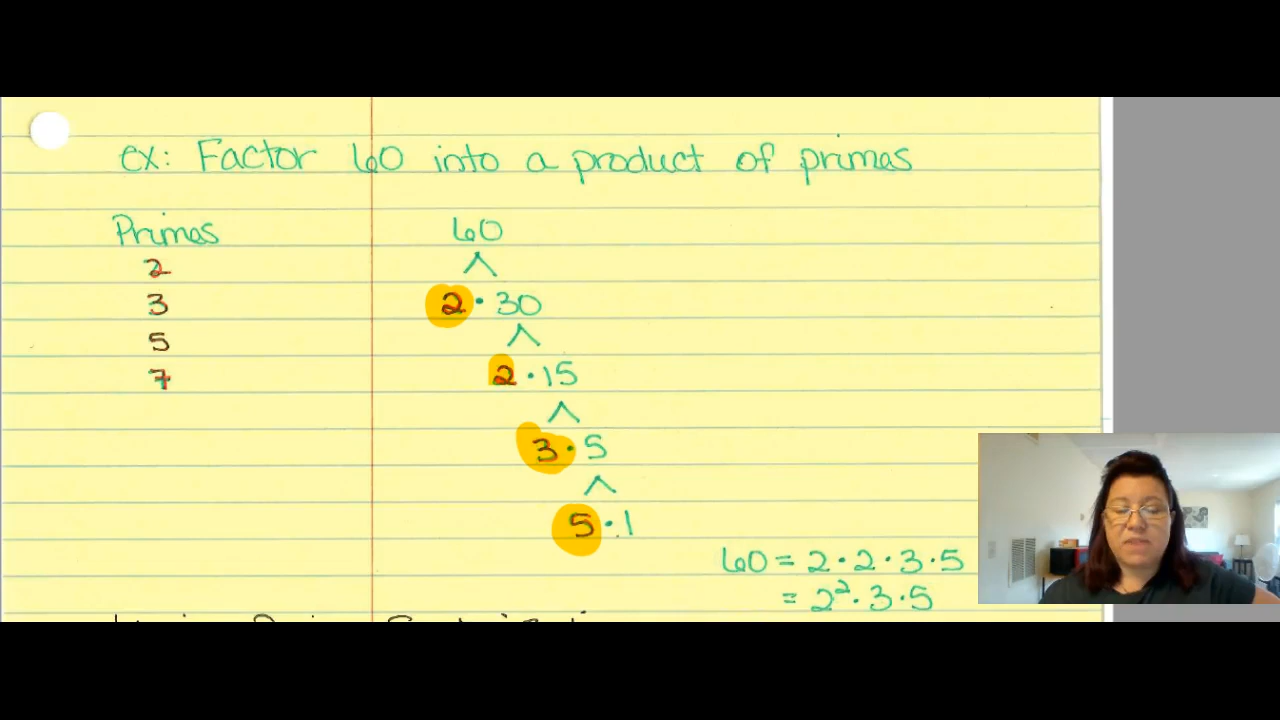 ex: Factor 60 into a product of primes
Primes
2
3
5
7
60
2 · 30
2 · 15
3 · 5
5 · 1
60 = 2 · 2 · 3 · 5
= 2² · 3 · 5